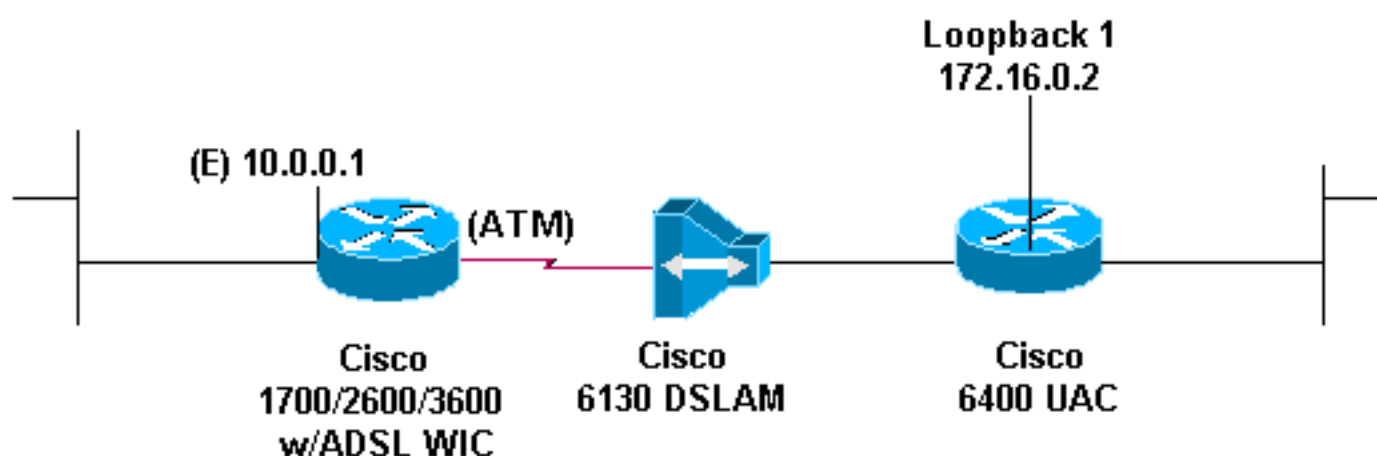 Loopback 1
172.16.0.2
(E) 10.0.0.1
(ATM)
Cisco
1700/2600/3600
w/ADSL WIC
Cisco
6130 DSLAM
Cisco
6400 UAC